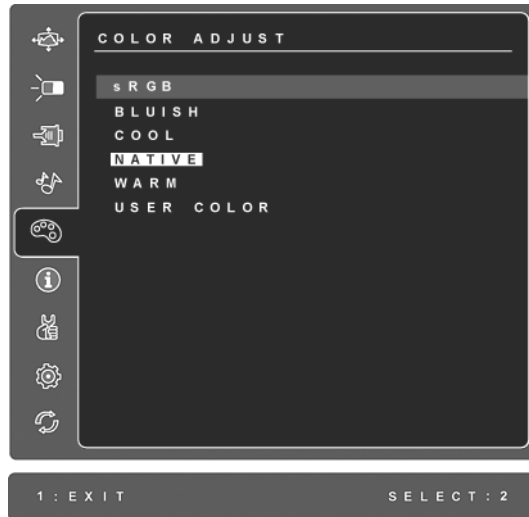 COLOR ADJUST
sRGB
BLUISH
COOL
NATIVE
WARM
USER COLOR
1:EXIT SELECT:2